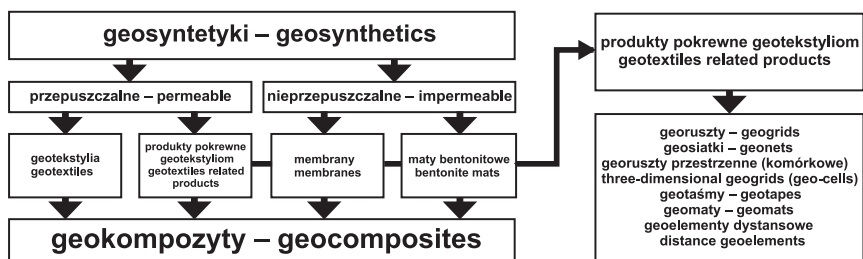 geosyntetyki – geosynthetics
przepuszczalne – permeable
nieprzepuszczalne – impermeable
geotekstylia
geotextiles
produkty pokrewne
geotekstyliom
geotextiles related
products
membrany
membranes
maty bentonitowe
bentonite mats
geokompozyty – geocomposites
produkty pokrewne geotekstyliom
geotextiles related products
georuszty – geogrids
geosiatki – geonets
georuszty przestrzenne (komórkowe)
three-dimensional geogrids (geo-cells)
geotaśmy – geotapes
geomaty – geomats
geoelementy dystansowe
distance geoelements